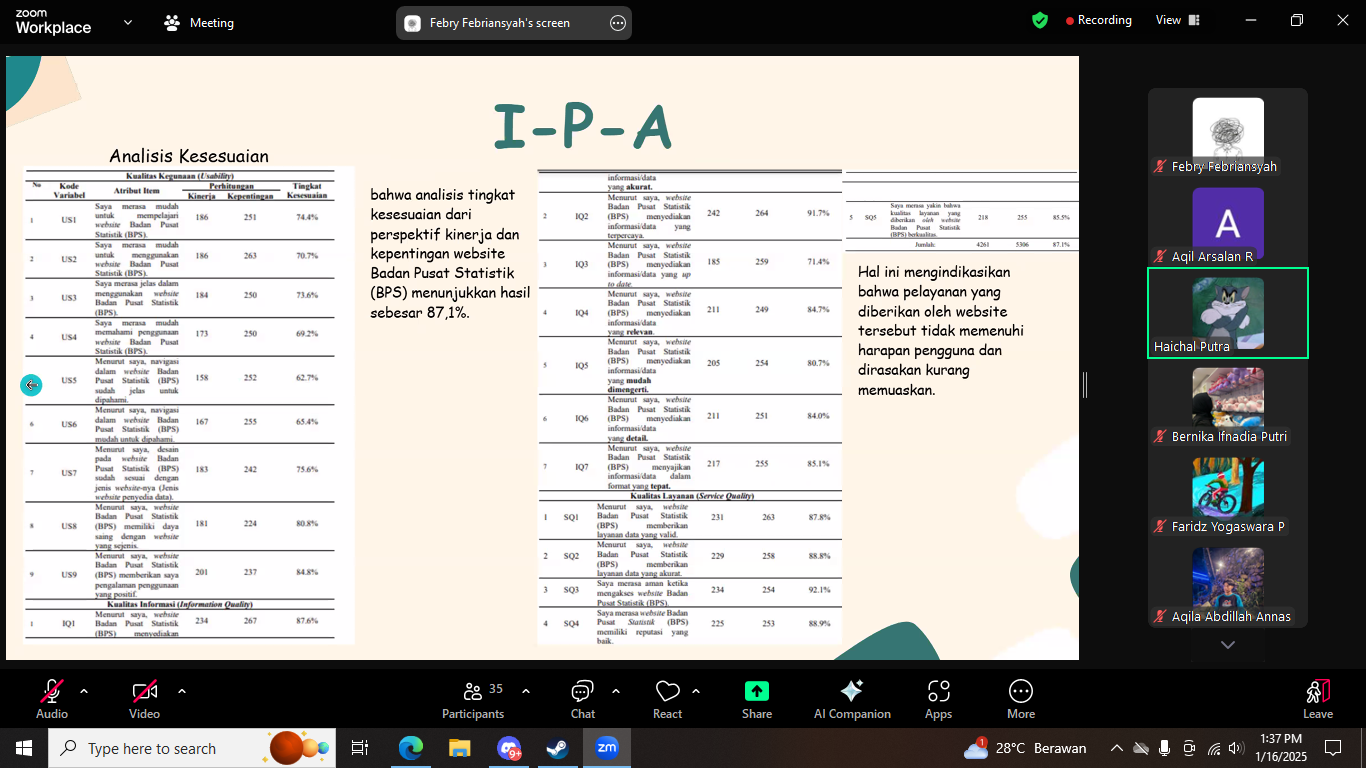 zoom
Workplace
Meeting
Febry Febriansyah's screen
Recording
View
I-P-A
Analisis Kesesuaian
Kualitas Kegunaan (Usability)
No Kode Variabel Atribut Item Perhitungan Tingkat Kesesuaian
Kinerja Kepentingan
1 US1 Saya merasa mudah untuk mempelajari website Badan Pusat Statistik (BPS). 186 251 74.4%
2 US2 Saya merasa mudah untuk menggunakan website Badan Pusat Statistik (BPS). 186 263 70.7%
3 US3 Saya merasa jelas dalam menggunakan website Badan Pusat Statistik (BPS). 184 250 73.6%
4 US4 Saya merasa mudah memahami penggunaan website Badan Pusat Statistik (BPS). 173 250 69.2%
5 US5 Menurut saya, navigasi dalam website Badan Pusat Statistik (BPS) sudah jelas untuk dipahami. 158 252 62.7%
6 US6 Menurut saya, navigasi dalam website Badan Pusat Statistik (BPS) mudah untuk dipahami. 167 255 65.4%
7 US7 Menurut saya, desain pada website Badan Pusat Statistik (BPS) sudah sesuai dengan jenis website-nya (Jenis website penyedia data). 183 242 75.6%
8 US8 Menurut saya, website Badan Pusat Statistik (BPS) memiliki daya saing dengan website yang sejenis. 181 224 80.8%
9 US9 Menurut saya, website Badan Pusat Statistik (BPS) memberikan saya pengalaman penggunaan yang positif. 201 237 84.8%
Kualitas Informasi (Information Quality)
1 IQ1 Menurut saya, website Badan Pusat Statistik (BPS) menyediakan 234 267 87.6%
bahwa analisis tingkat
kesesuaian dari
perspektif kinerja dan
kepentingan website
Badan Pusat Statistik
(BPS) menunjukkan hasil
sebesar 87,1%.
informasi/data
yang akurat.
2 IQ2 Menurut saya, website Badan Pusat Statistik (BPS) menyediakan informasi/data yang terpercaya. 242 264 91.7%
3 IQ3 Menurut saya, website Badan Pusat Statistik (BPS) menyediakan informasi/data yang up to date. 185 259 71.4%
4 IQ4 Menurut saya, website Badan Pusat Statistik (BPS) menyediakan informasi/data yang relevan. 211 249 84.7%
5 IQ5 Menurut saya, website Badan Pusat Statistik (BPS) menyediakan informasi/data yang mudah dimengerti. 205 254 80.7%
6 IQ6 Menurut saya, website Badan Pusat Statistik (BPS) menyediakan informasi/data yang detail. 211 251 84.0%
7 IQ7 Menurut saya, website Badan Pusat Statistik (BPS) menyajikan informasi/data dalam format yang tepat. 217 255 85.1%
Kualitas Layanan (Service Quality)
1 SQ1 Menurut saya, website Badan Pusat Statistik (BPS) memberikan layanan data yang valid. 231 263 87.8%
2 SQ2 Menurut saya, website Badan Pusat Statistik (BPS) memberikan layanan data yang akurat. 229 258 88.8%
3 SQ3 Saya merasa aman ketika mengakses website Badan Pusat Statistik (BPS). 234 254 92.1%
4 SQ4 Saya merasa website Badan Pusat Statistik (BPS) memiliki reputasi yang baik. 225 253 88.9%
5 SQ5 Saya merasa yakin bahwa kualitas layanan yang diberikan oleh website Badan Pusat Statistik (BPS) berkualitas. 218 255 85.5%
Jumlah: 4261 5306 87.1%
Hal ini mengindikasikan
bahwa pelayanan yang
diberikan oleh website
tersebut tidak memenuhi
harapan pengguna dan
dirasakan kurang
memuaskan.
Febry Febriansyah
A
Aqil Arsalan R
Haichal Putra
Bernika Ifnadia Putri
Faridz Yogaswara P
Aqila Abdillah Annas
Audio
Video
Participants 35
Chat
React
Share
AI Companion
Apps
More
Leave
Type here to search
9+
zm
1
28°C Berawan
1:37 PM
1/16/2025